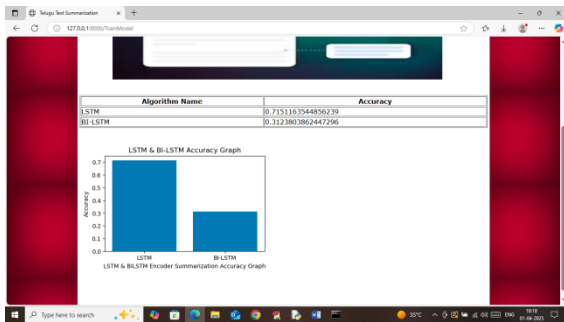 Telugu Text Summarization
127.0.0.1:8000/TrainModel
Algorithm Name Accuracy
LSTM 0.7151163544856239
BI-LSTM 0.3123803862447296
LSTM & BI-LSTM Accuracy Graph
0.7
0.6
0.5
0.4
0.3
0.2
0.1
0.0
Accuracy
LSTM BI-LSTM
LSTM & BILSTM Encoder Summarization Accuracy Graph
Type here to search
35°C
ENG
18:18
01-04-2025